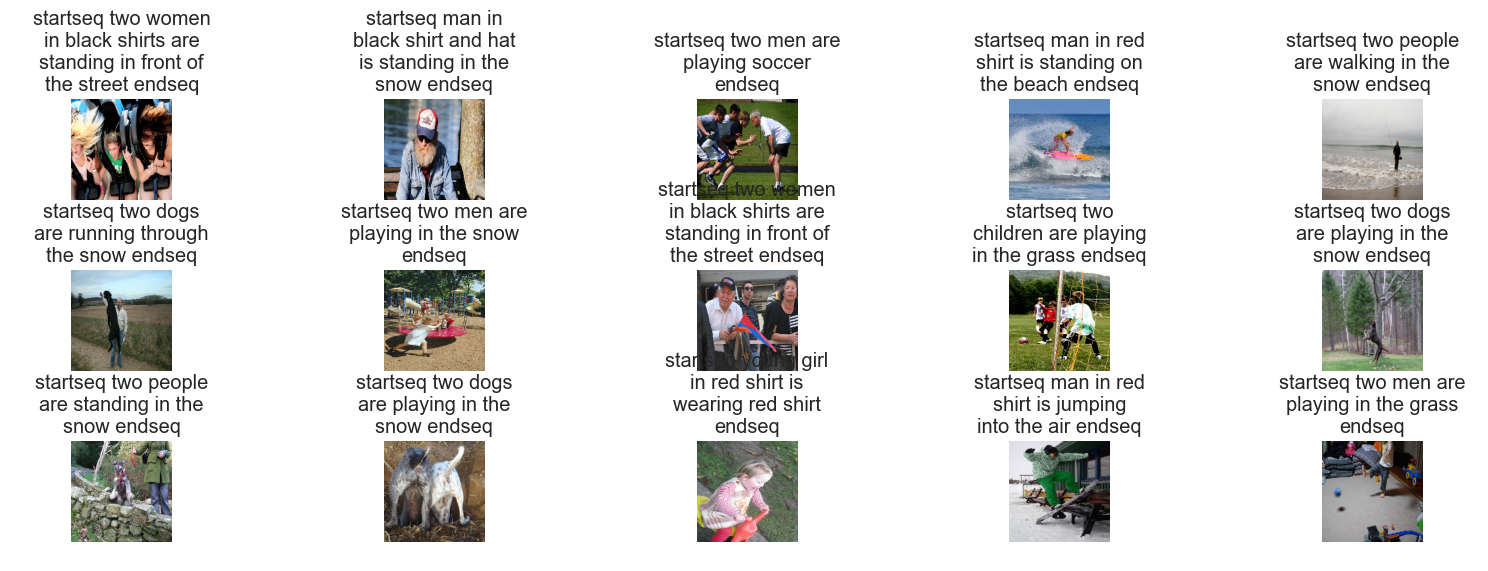 startseq two women
in black shirts are
standing in front of
the street endseq
startseq man in
black shirt and hat
is standing in the
snow endseq
startseq two men are
playing soccer
endseq
startseq man in red
shirt is standing on
the beach endseq
startseq two people
are walking in the
snow endseq
startseq two dogs
are running through
the snow endseq
startseq two men are
playing in the snow
endseq
startseq two women
in black shirts are
standing in front of
the street endseq
startseq two
children are playing
in the grass endseq
startseq two dogs
are playing in the
snow endseq
startseq two people
are standing in the
snow endseq
startseq two dogs
are playing in the
snow endseq
girl
in red shirt is
wearing red shirt
endseq
startseq man in red
shirt is jumping
into the air endseq
startseq two men are
playing in the grass
endseq